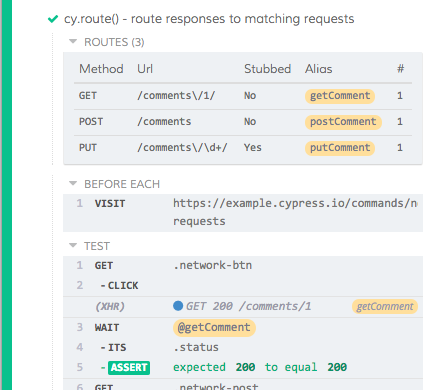 cy.route() - route responses to matching requests
ROUTES (3)
Method Url Stubbed Alias #
GET /comments\/1/ No getComment 1
POST /comments No postComment 1
PUT /comments\/\d+/ Yes putComment 1
BEFORE EACH
1 VISIT https://example.cypress.io/commands/n
requests
TEST
1 GET .network-btn
2 - CLICK
(XHR) GET 200 /comments/1 getComment
3 WAIT @getComment
4 - ITS .status
5 - ASSERT expected 200 to equal 200
6 GET .network-post